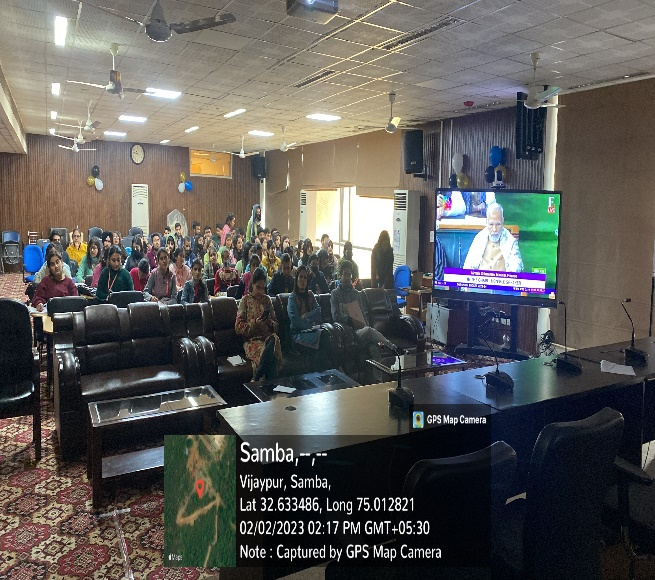 GPS Map Camera
Samba,--,--
Vijaypur, Samba,
Lat 32.633486, Long 75.012821
02/02/2023 02:17 PM GMT+05:30
Note : Captured by GPS Map Camera